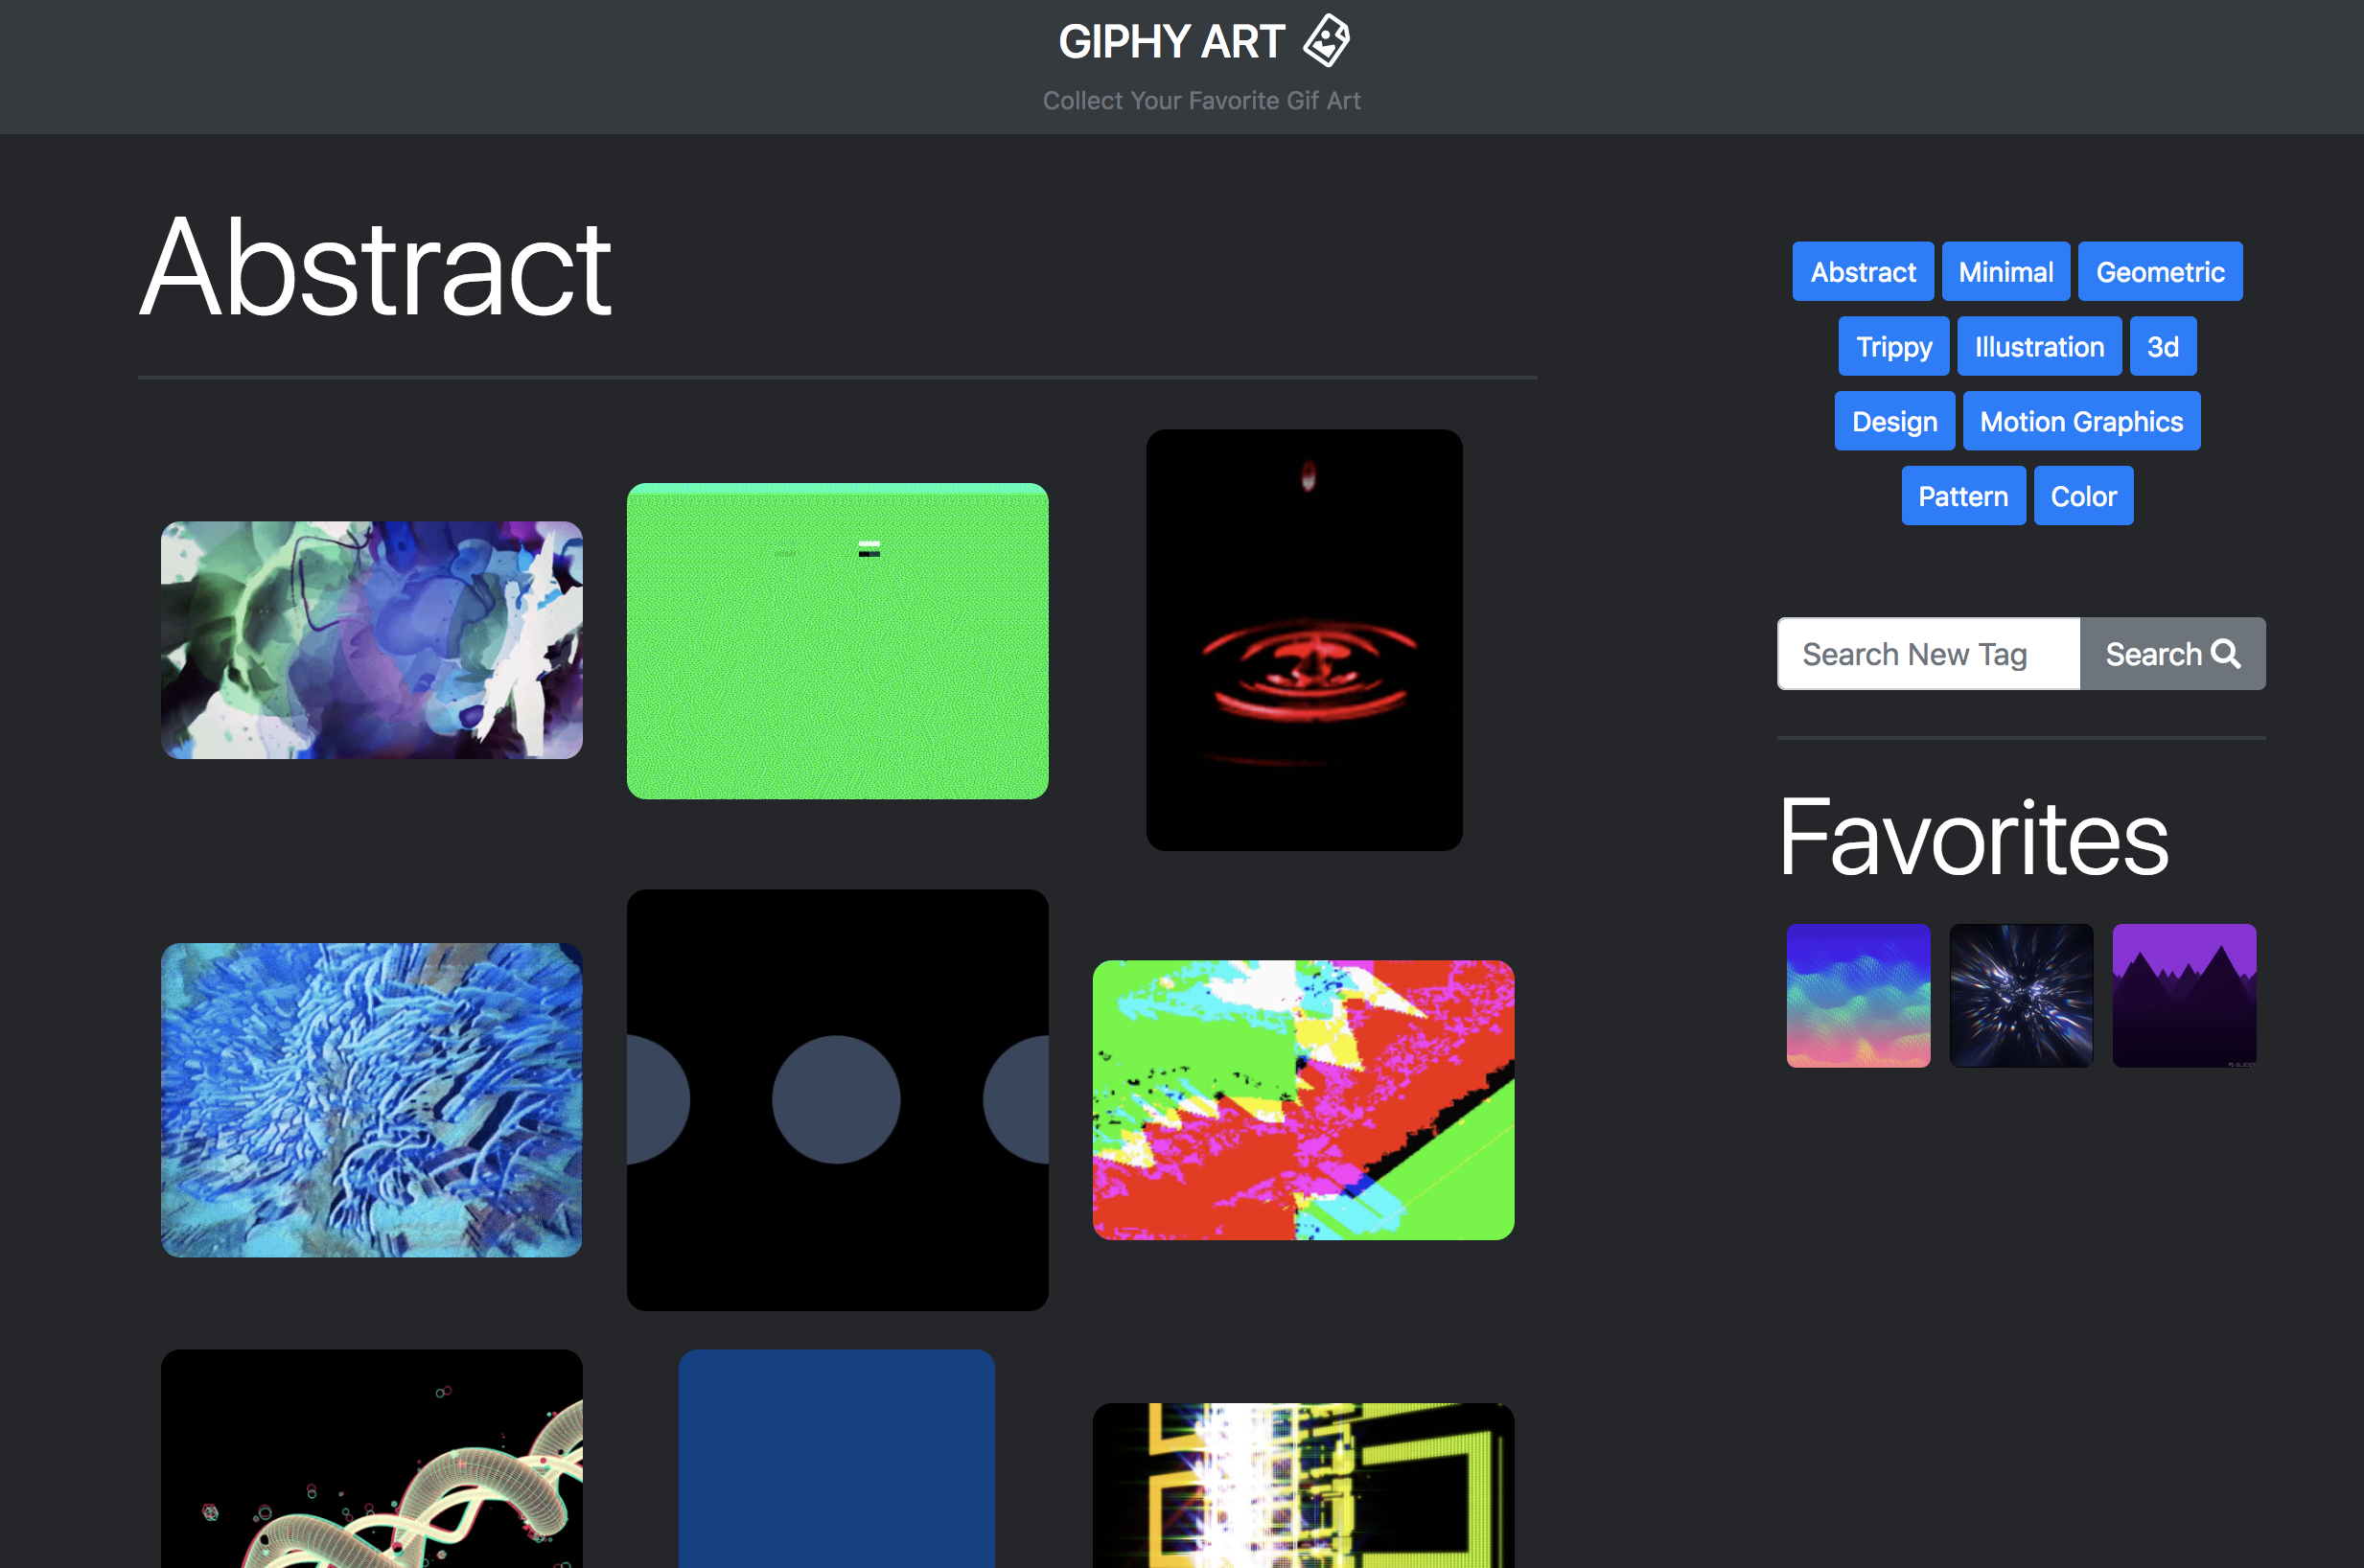 GIPHY ART
Collect Your Favorite Gif Art
Abstract
Abstract Minimal Geometric
Trippy Illustration 3d
Design Motion Graphics
Pattern Color
Search New Tag Search
Favorites